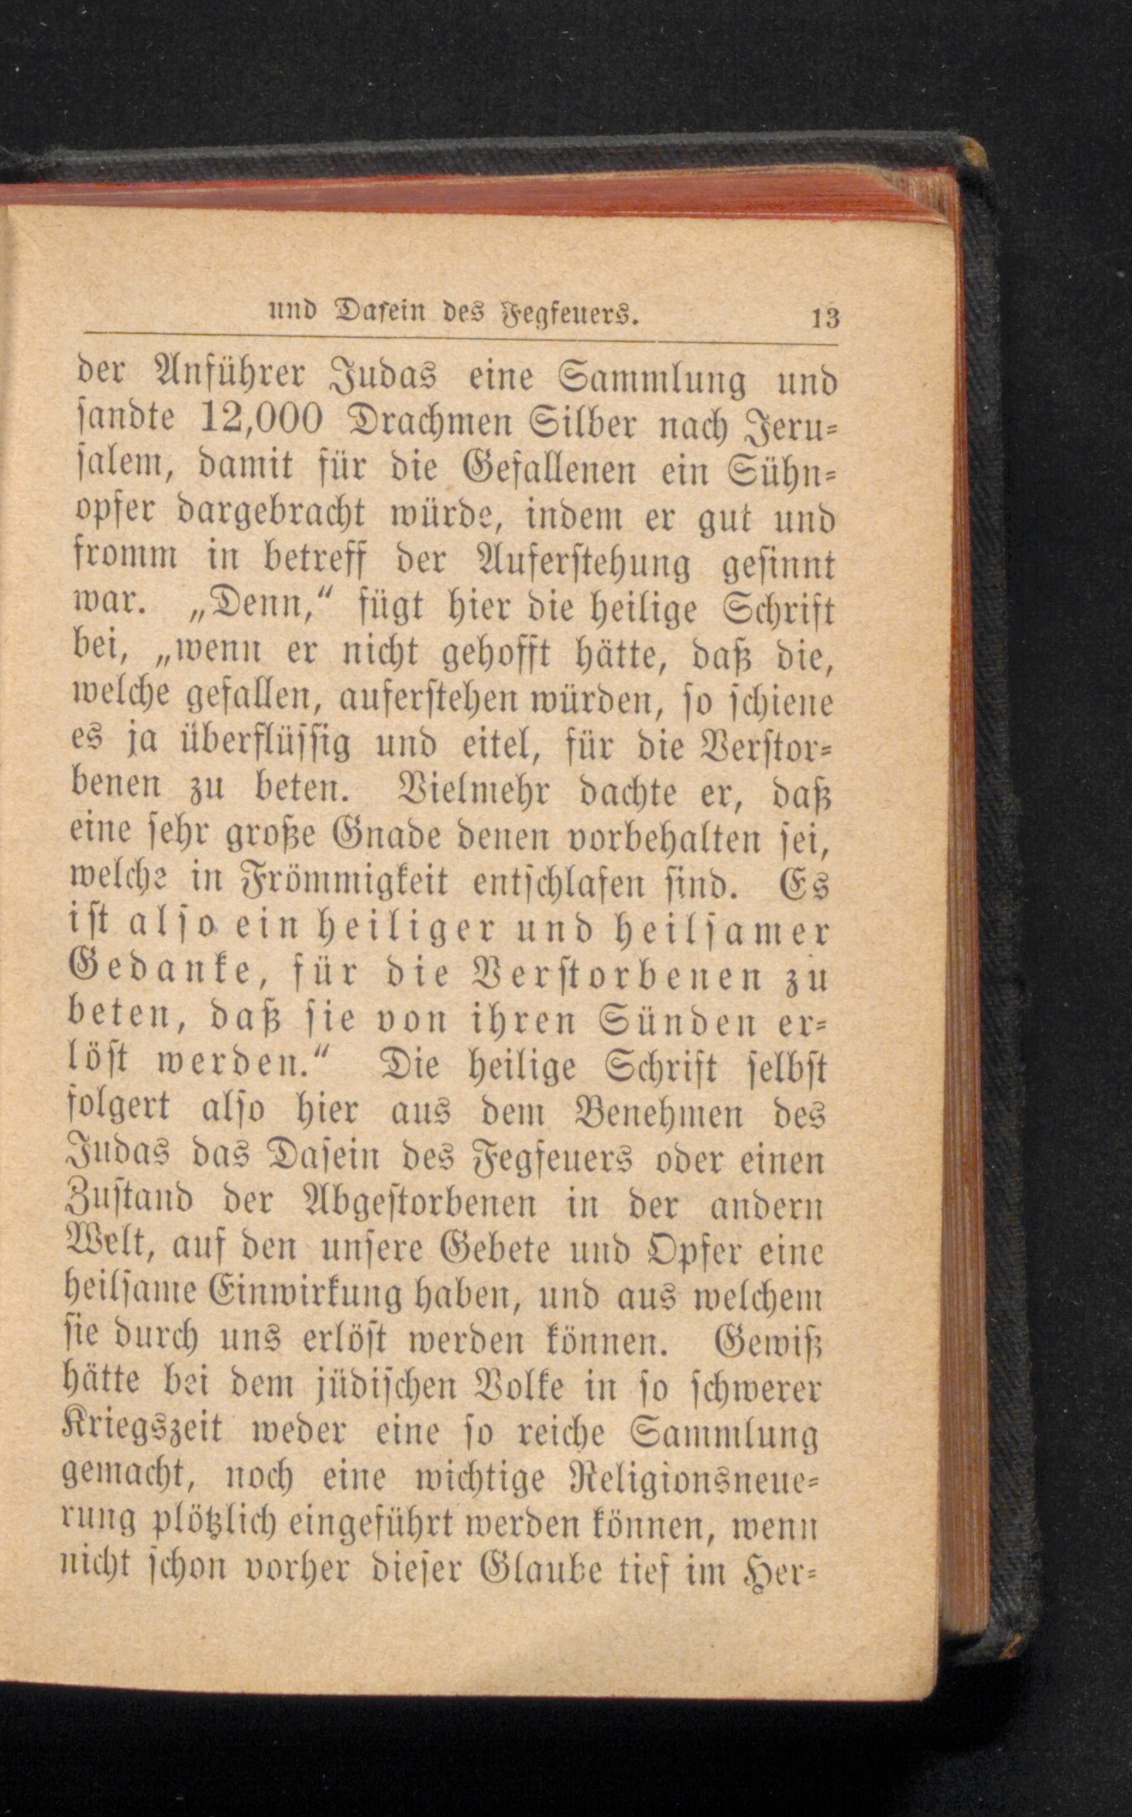 und Dasein des Fegfeuers. 13
der Anführer Judas eine Sammlung und
sandte 12,000 Drachmen Silber nach Jeru-
salem, damit für die Gefallenen ein Sühn-
opfer dargebracht würde, indem er gut und
fromm in betreff der Auferstehung gesinnt
war. „Denn,“ fügt hier die heilige Schrift
bei, „wenn er nicht gehofft hätte, daß die,
welche gefallen, auferstehen würden, so schiene
es ja überflüssig und eitel, für die Verstor-
benen zu beten. Vielmehr dachte er, daß
eine sehr große Gnade denen vorbehalten sei,
welche in Frömmigkeit entschlafen sind. Es
ist also ein heiliger und heilsamer
Gedanke, für die Verstorbenen zu
beten, daß sie von ihren Sünden er-
löst werden.“ Die heilige Schrift selbst
folgert also hier aus dem Benehmen des
Judas das Dasein des Fegfeuers oder einen
Zustand der Abgestorbenen in der andern
Welt, auf den unsere Gebete und Opfer eine
heilsame Einwirkung haben, und aus welchem
sie durch uns erlöst werden können. Gewiß
hätte bei dem jüdischen Volke in so schwerer
Kriegszeit weder eine so reiche Sammlung
gemacht, noch eine wichtige Religionsneue-
rung plötzlich eingeführt werden können, wenn
nicht schon vorher dieser Glaube tief im Her-